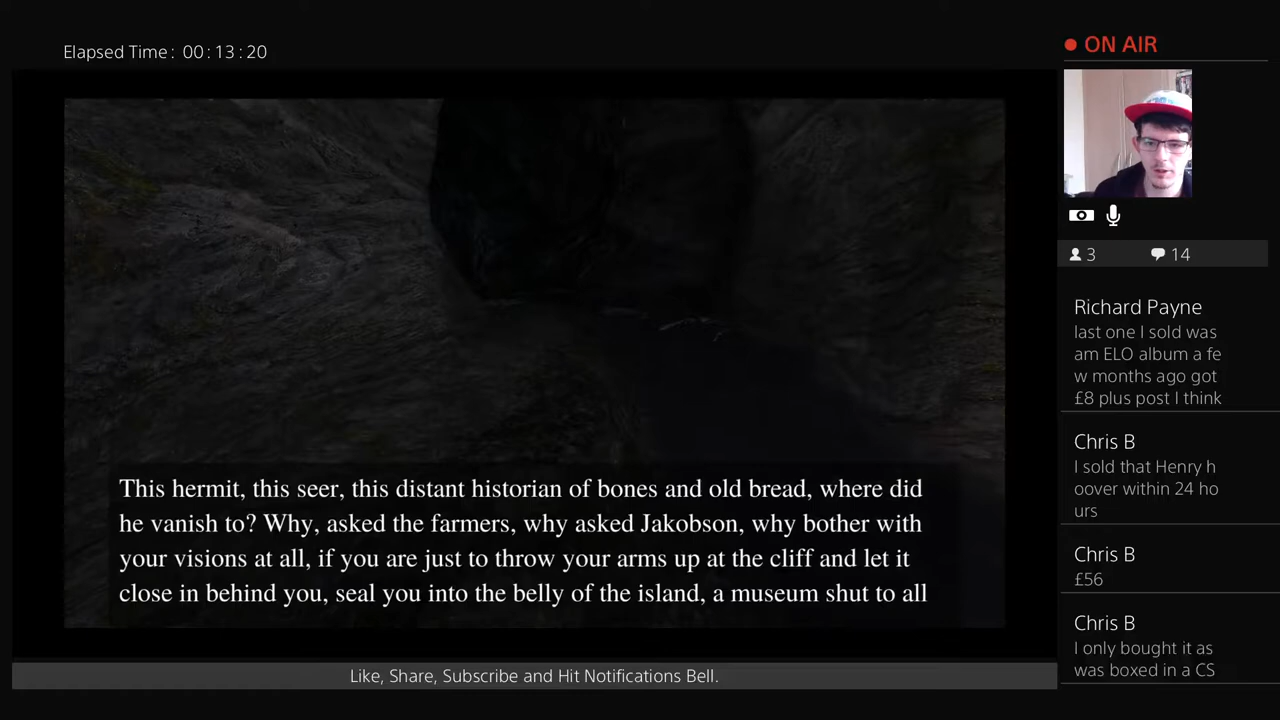 Elapsed Time: 00:13:20
ON AIR
3 14
Richard Payne
last one I sold was
am ELO album a fe
w months ago got
£8 plus post I think
Chris B
I sold that Henry h
oover within 24 ho
urs
Chris B
£56
Chris B
I only bought it as
was boxed in a CS
This hermit, this seer, this distant historian of bones and old bread, where did
he vanish to? Why, asked the farmers, why asked Jakobson, why bother with
your visions at all, if you are just to throw your arms up at the cliff and let it
close in behind you, seal you into the belly of the island, a museum shut to all
Like, Share, Subscribe and Hit Notifications Bell.